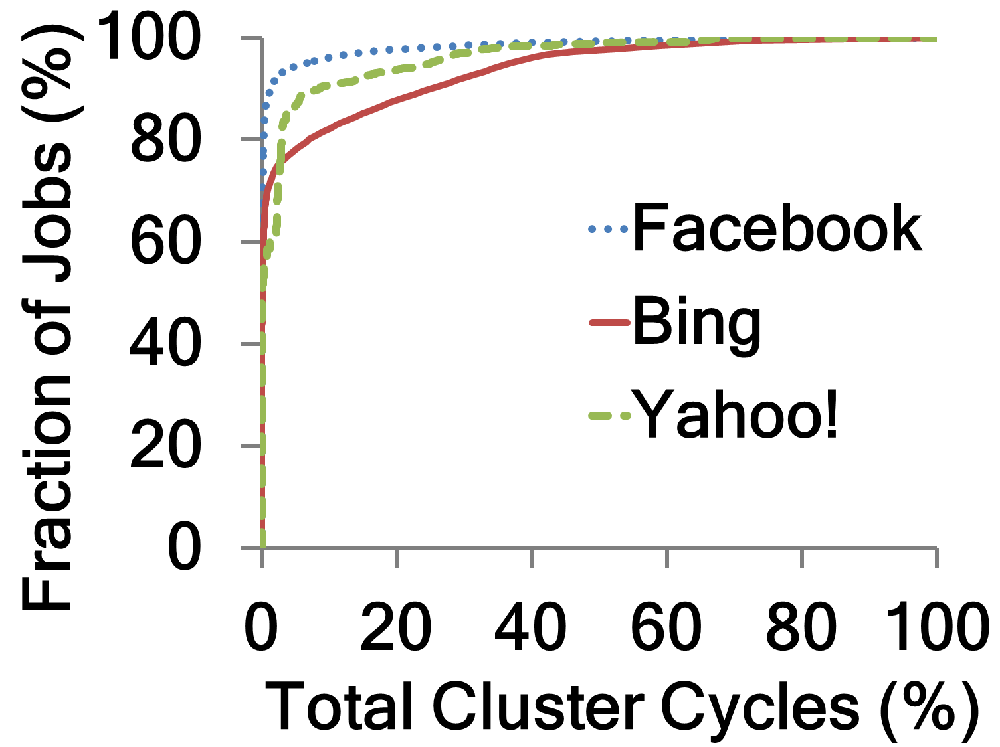 Fraction of Jobs (%)
100
80
60
40
20
0
Facebook
Bing
Yahoo!
0 20 40 60 80 100
Total Cluster Cycles (%)